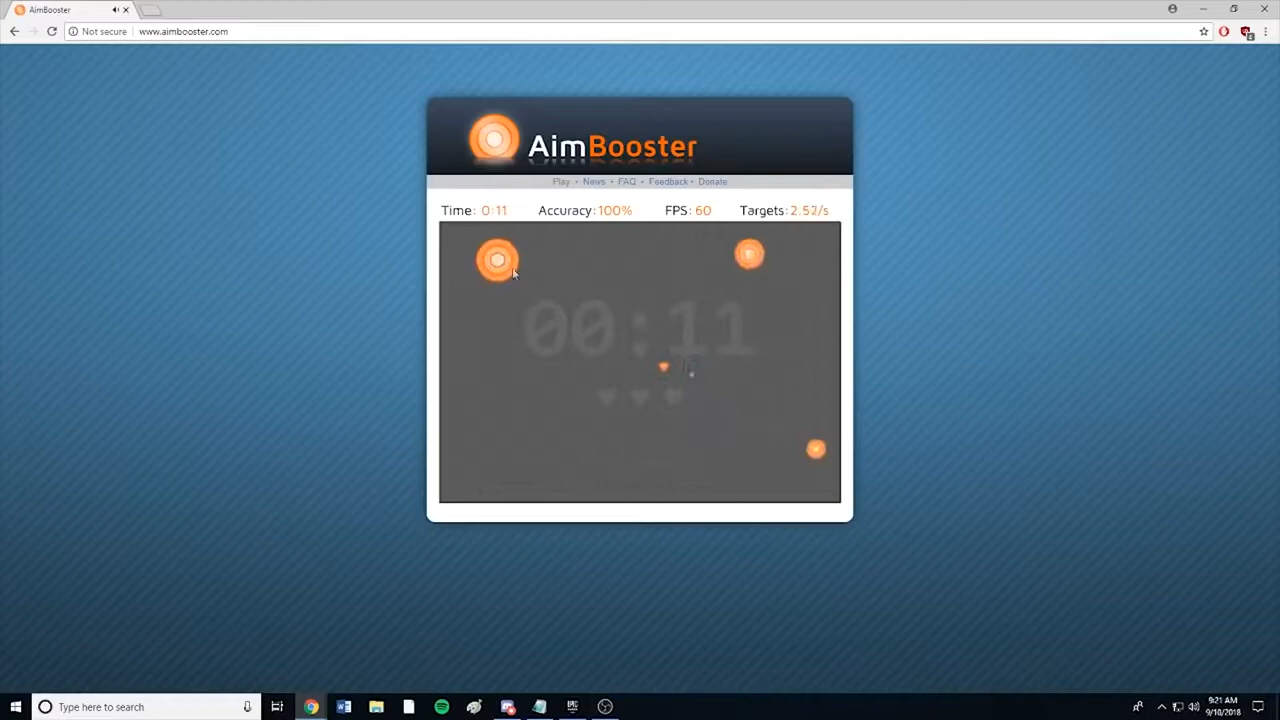 AimBooster
Not secure www.aimbooster.com
AimBooster
Play • News • FAQ • Feedback • Donate
Time: 0:11 Accuracy: 100% FPS: 60 Targets: 2.52/s
00:11
Type here to search
9:21 AM
9/10/2018